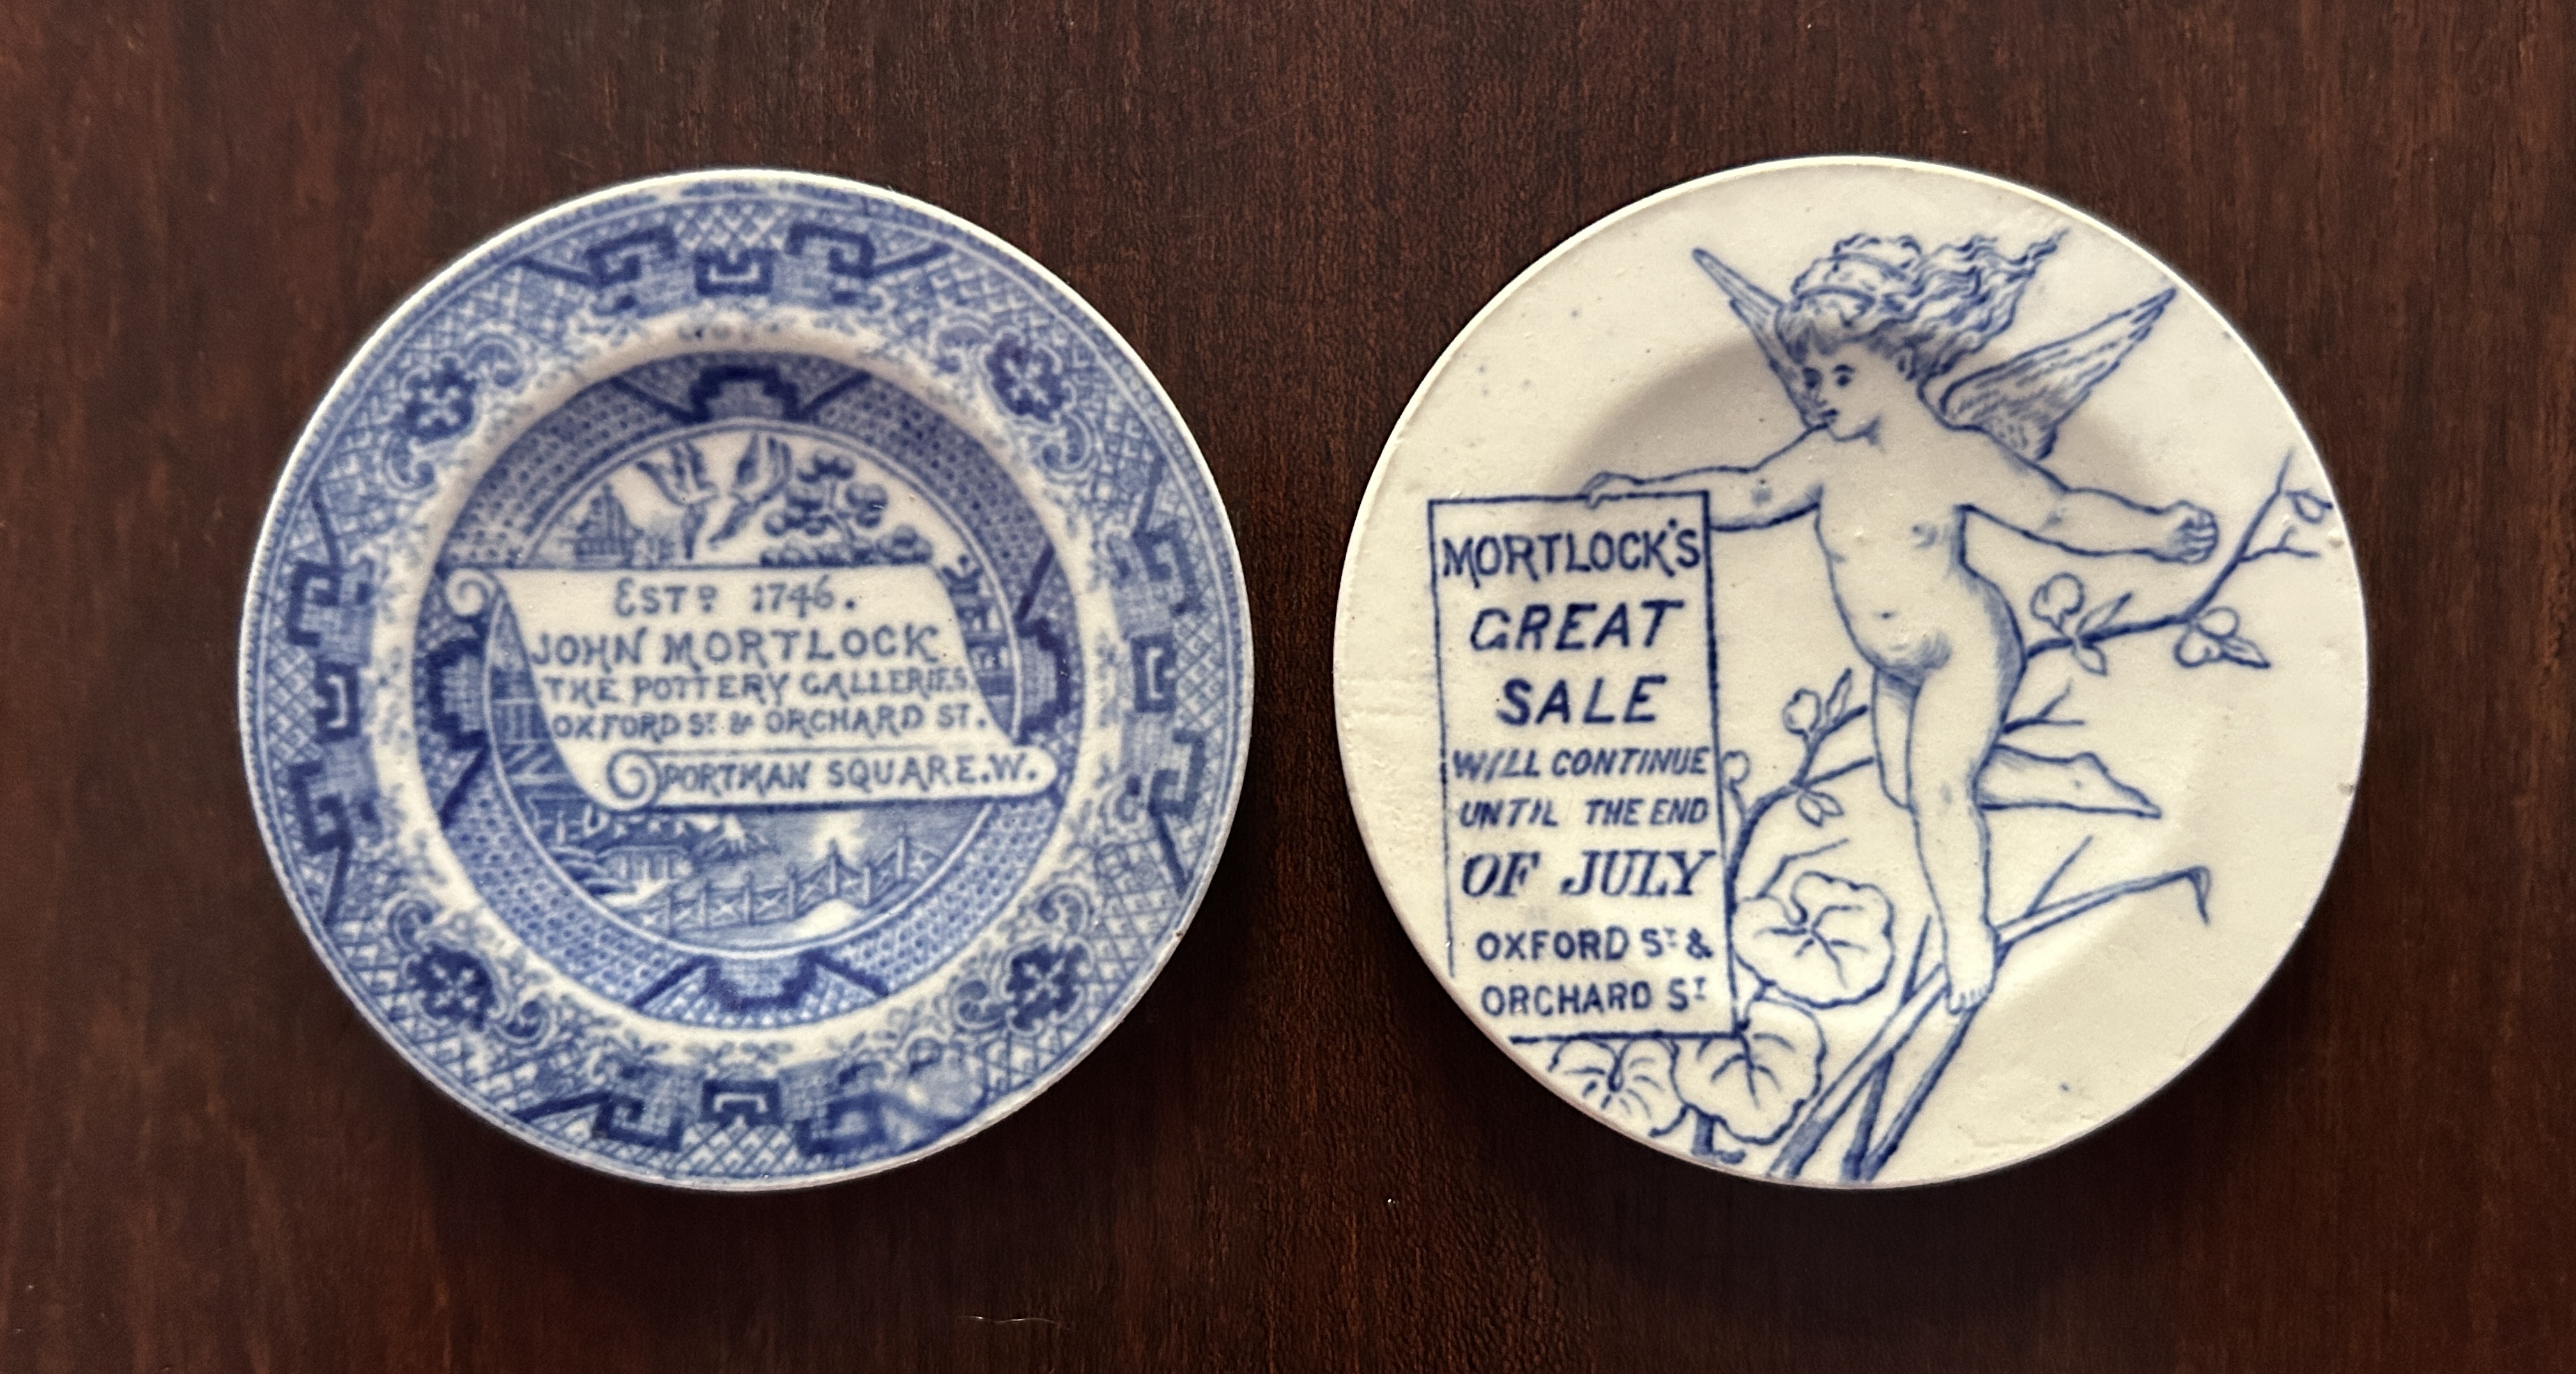 ESTD 1746.
JOHN MORTLOCK
THE POTTERY GALLERIES.
OXFORD ST & ORCHARD ST.
PORTMAN SQUARE.W.
MORTLOCK'S
GREAT
SALE
WILL CONTINUE
UNTIL THE END
OF JULY
OXFORD ST &
ORCHARD ST